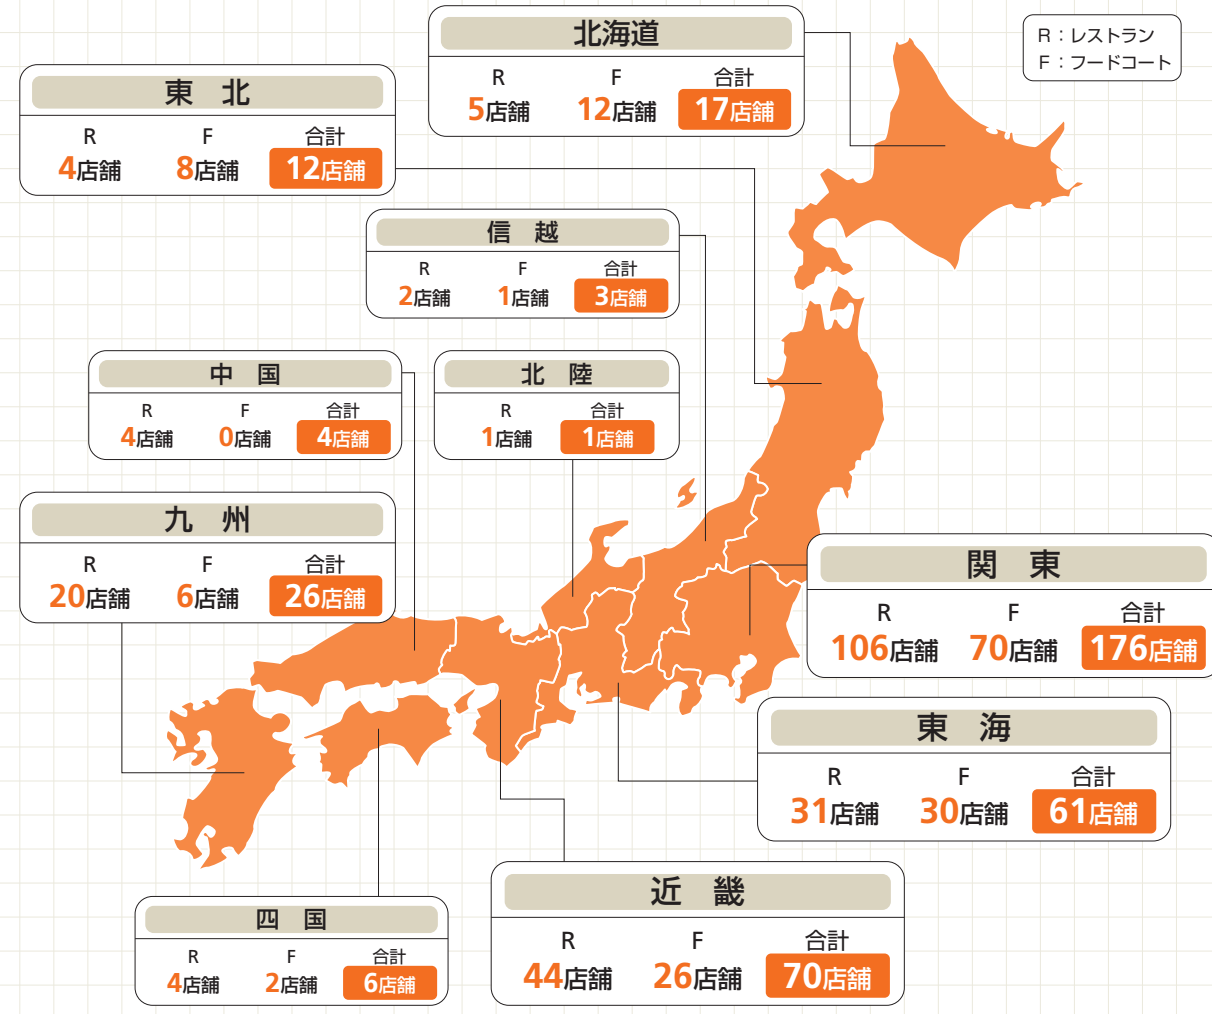 北海道
R F 合計
5店舗 12店舗 17店舗
R：レストラン
F：フードコート
東 北
R F 合計
4店舗 8店舗 12店舗
信 越
R F 合計
2店舗 1店舗 3店舗
中 国
R F 合計
4店舗 0店舗 4店舗
北 陸
R 合計
1店舗 1店舗
九 州
R F 合計
20店舗 6店舗 26店舗
関 東
R F 合計
106店舗 70店舗 176店舗
東 海
R F 合計
31店舗 30店舗 61店舗
近 畿
R F 合計
44店舗 26店舗 70店舗
四 国
R F 合計
4店舗 2店舗 6店舗